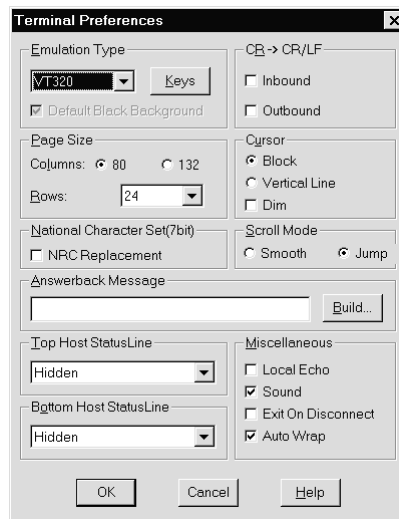 Terminal Preferences
Emulation Type
VT320
Keys
Default Black Background
CR -> CR/LF
Inbound
Outbound
Page Size
Columns: 80 132
Rows: 24
Cursor
Block
Vertical Line
Dim
National Character Set(7bit)
NRC Replacement
Scroll Mode
Smooth Jump
Answerback Message
Build...
Top Host StatusLine
Hidden
Bottom Host StatusLine
Hidden
Miscellaneous
Local Echo
Sound
Exit On Disconnect
Auto Wrap
OK Cancel Help